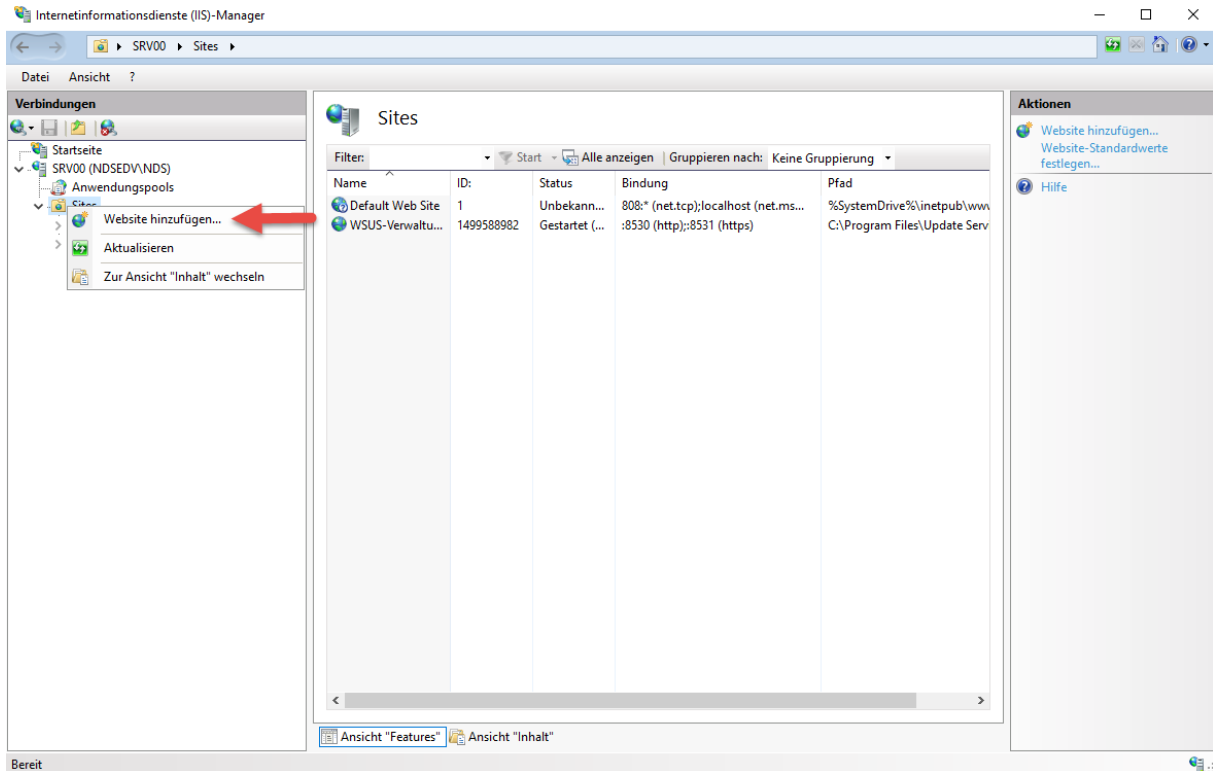 Internetinformationsdienste (IIS)-Manager
SRV00 Sites
Datei Ansicht ?
Verbindungen
Startseite
SRV00 (NDSEDV\NDS)
Anwendungspools
Sites
Website hinzufügen...
Aktualisieren
Zur Ansicht "Inhalt" wechseln
Sites
Filter: Start Alle anzeigen Gruppieren nach: Keine Gruppierung
Name ID: Status Bindung Pfad
Default Web Site 1 Unbekann... 808:* (net.tcp);localhost (net.ms... %SystemDrive%\inetpub\www
WSUS-Verwaltu... 1499588982 Gestartet (... :8530 (http);:8531 (https) C:\Program Files\Update Serv
Ansicht "Features" Ansicht "Inhalt"
Aktionen
Website hinzufügen...
Website-Standardwerte
festlegen...
Hilfe
Bereit